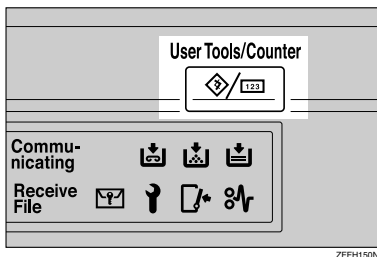 User Tools/Counter
123
Commu-
nicating
Receive
File
ZEEH150N